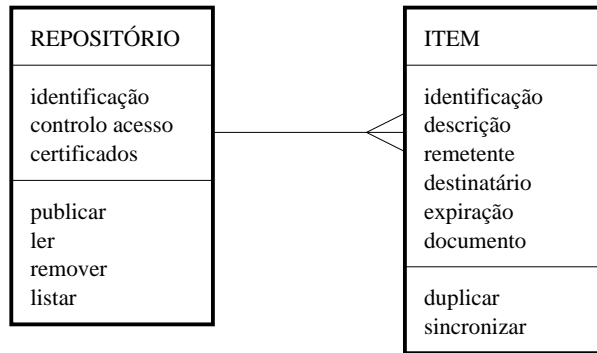 REPOSITÓRIO
identificação
controlo acesso
certificados
publicar
ler
remover
listar
ITEM
identificação
descrição
remetente
destinatário
expiração
documento
duplicar
sincronizar